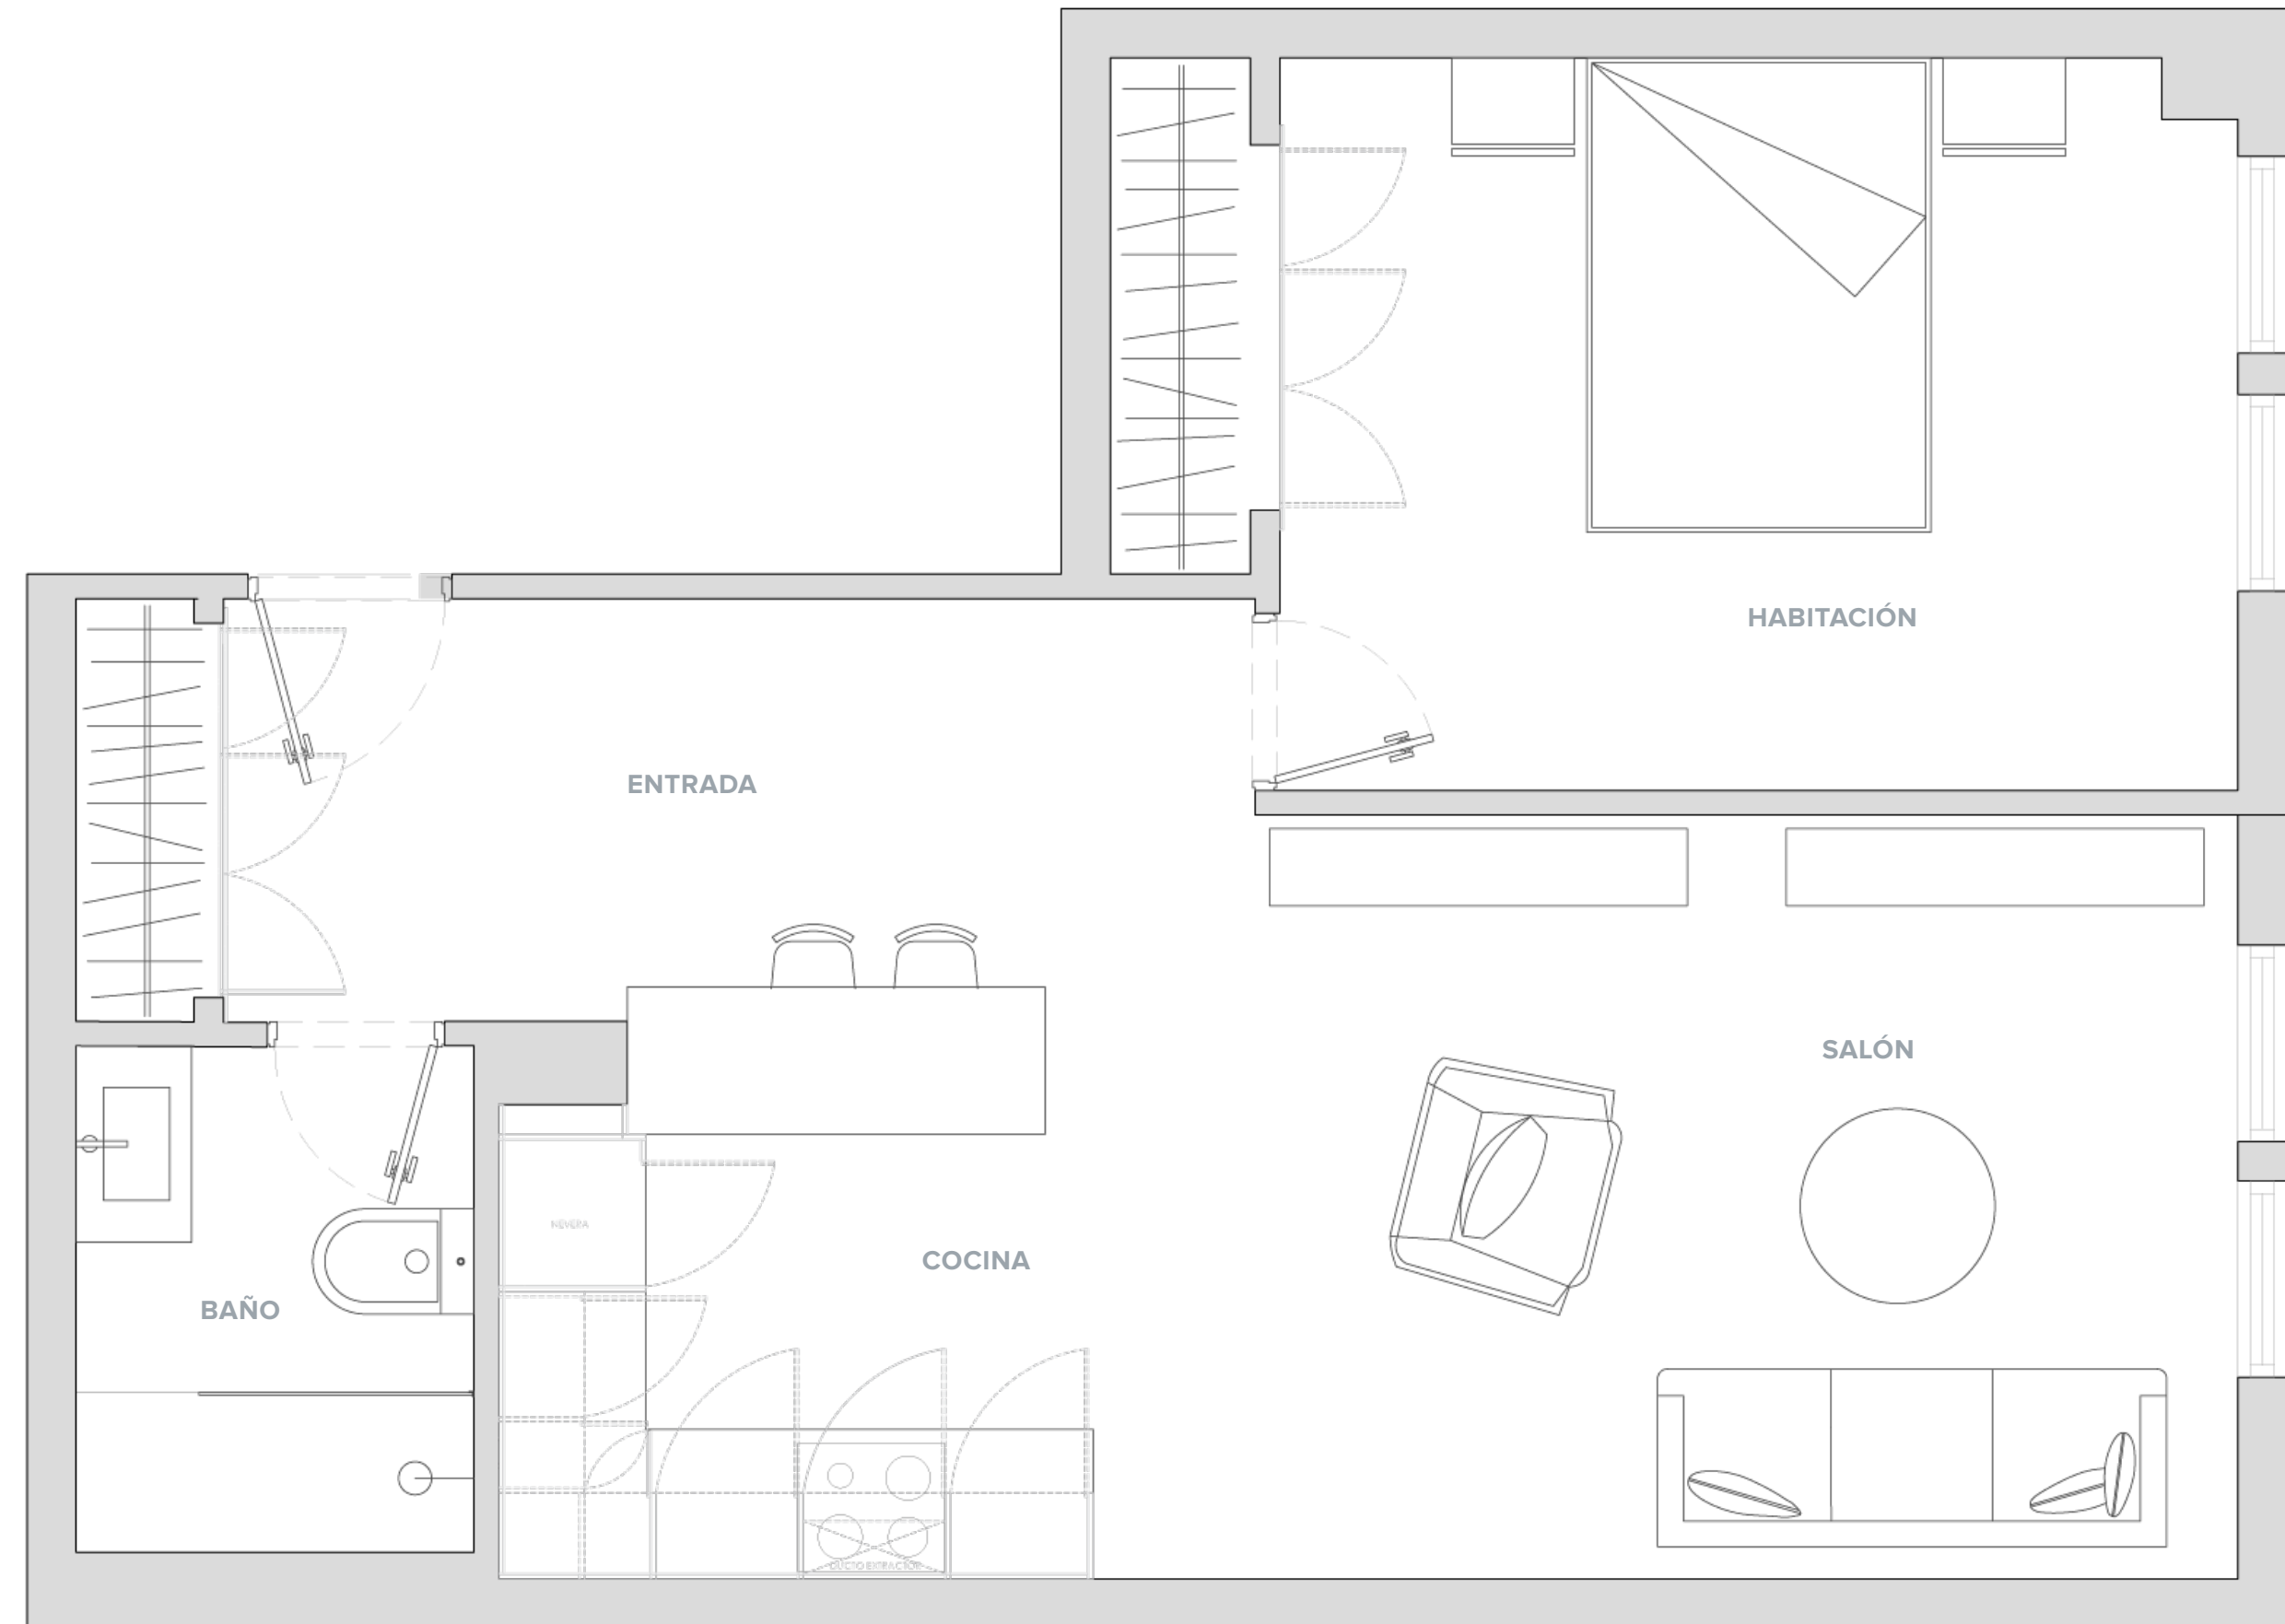 HABITACIÓN
ENTRADA
SALÓN
NEVERA
COCINA
BAÑO
DUCTO EXTRACTOR